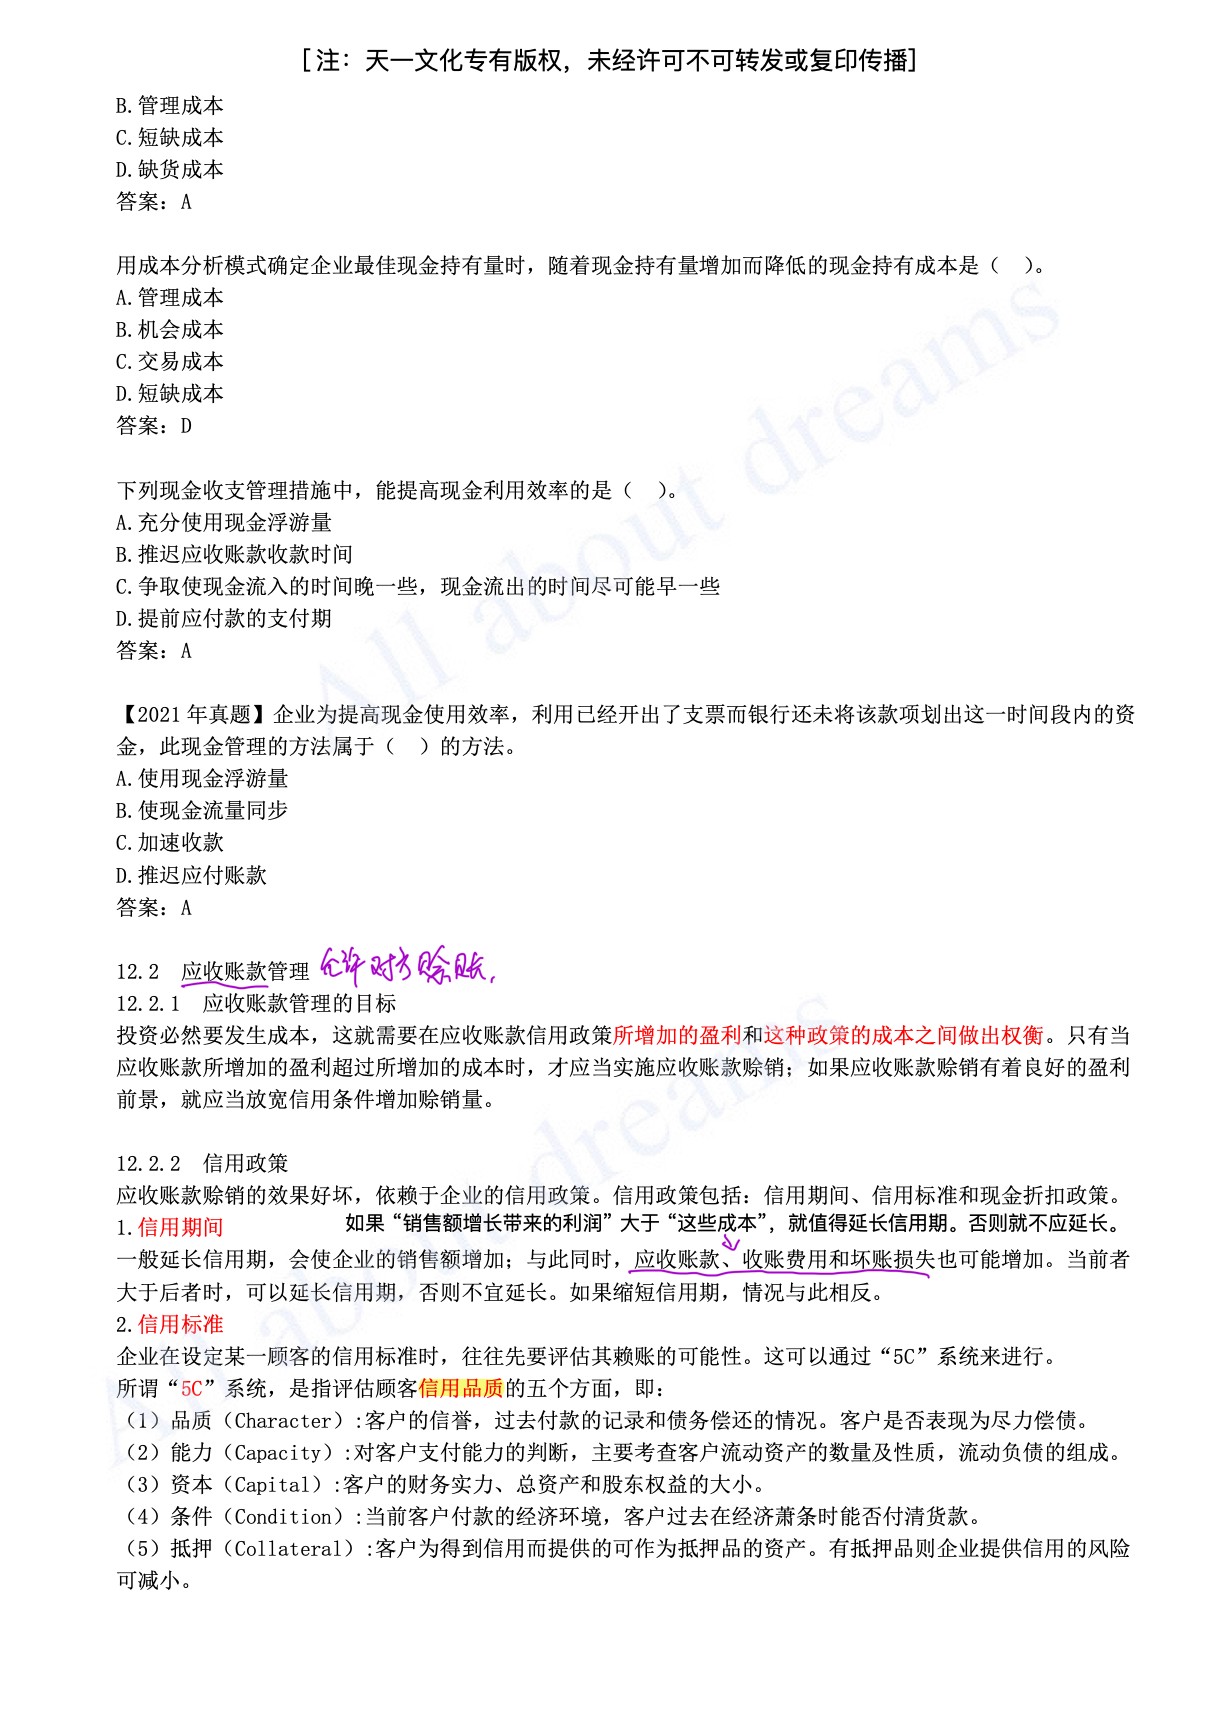 [注：天一文化专有版权，未经许可不可转发或复印传播]
B.管理成本
C.短缺成本
D.缺货成本
答案：A
用成本分析模式确定企业最佳现金持有量时，随着现金持有量增加而降低的现金持有成本是（ ）。
A.管理成本
B.机会成本
C.交易成本
D.短缺成本
答案：D
下列现金收支管理措施中，能提高现金利用效率的是（ ）。
A.充分使用现金浮游量
B.推迟应收账款收款时间
C.争取使现金流入的时间晚一些，现金流出的时间尽可能早一些
D.提前应付款的支付期
答案：A
【2021年真题】企业为提高现金使用效率，利用已经开出了支票而银行还未将该款项划出这一时间段内的资
金，此现金管理的方法属于（ ）的方法。
A.使用现金浮游量
B.使现金流量同步
C.加速收款
D.推迟应付账款
答案：A
12.2 应收账款管理 允许对方赊账.
12.2.1 应收账款管理的目标
投资必然要发生成本，这就需要在应收账款信用政策所增加的盈利和这种政策的成本之间做出权衡。只有当
应收账款所增加的盈利超过所增加的成本时，才应当实施应收账款赊销；如果应收账款赊销有着良好的盈利
前景，就应当放宽信用条件增加赊销量。
12.2.2 信用政策
应收账款赊销的效果好坏，依赖于企业的信用政策。信用政策包括：信用期间、信用标准和现金折扣政策。
1.信用期间 如果“销售额增长带来的利润”大于“这些成本”，就值得延长信用期。否则就不应延长。
一般延长信用期，会使企业的销售额增加；与此同时，应收账款、收账费用和坏账损失也可能增加。当前者
大于后者时，可以延长信用期，否则不宜延长。如果缩短信用期，情况与此相反。
2.信用标准
企业在设定某一顾客的信用标准时，往往先要评估其赖账的可能性。这可以通过“5C”系统来进行。
所谓“5C”系统，是指评估顾客信用品质的五个方面，即：
（1）品质（Character）:客户的信誉，过去付款的记录和债务偿还的情况。客户是否表现为尽力偿债。
（2）能力（Capacity）:对客户支付能力的判断，主要考查客户流动资产的数量及性质，流动负债的组成。
（3）资本（Capital）:客户的财务实力、总资产和股东权益的大小。
（4）条件（Condition）:当前客户付款的经济环境，客户过去在经济萧条时能否付清货款。
（5）抵押（Collateral）:客户为得到信用而提供的可作为抵押品的资产。有抵押品则企业提供信用的风险
可减小。
All about dreams
All about dreams